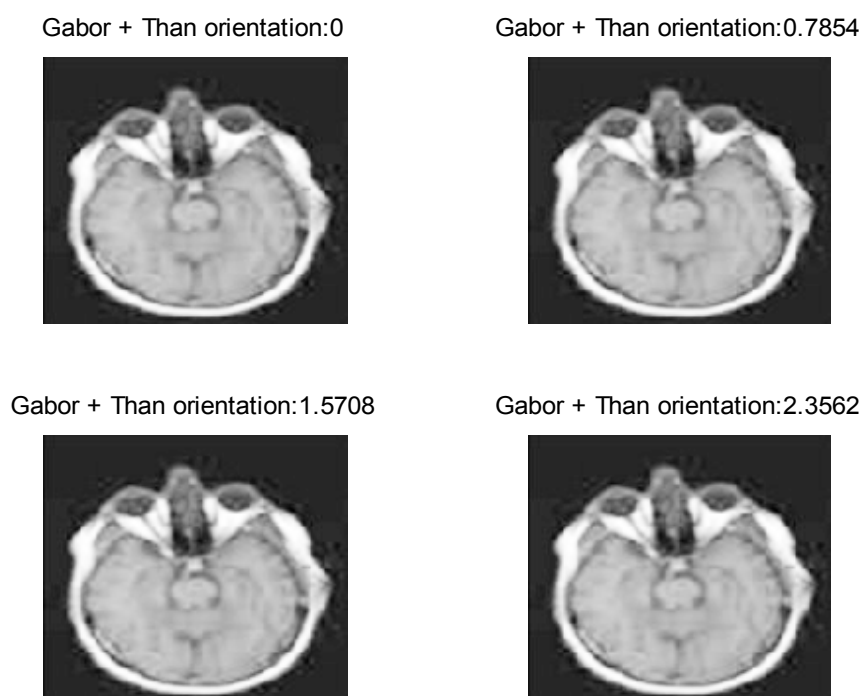 Gabor + Than orientation:0
Gabor + Than orientation:0.7854
Gabor + Than orientation:1.5708
Gabor + Than orientation:2.3562